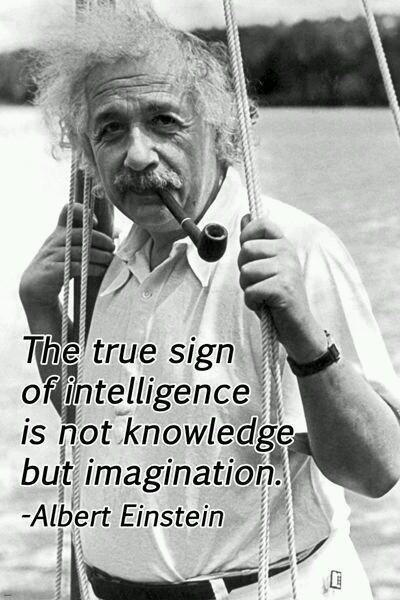 The true sign
of intelligence
is not knowledge
but imagination.
-Albert Einstein